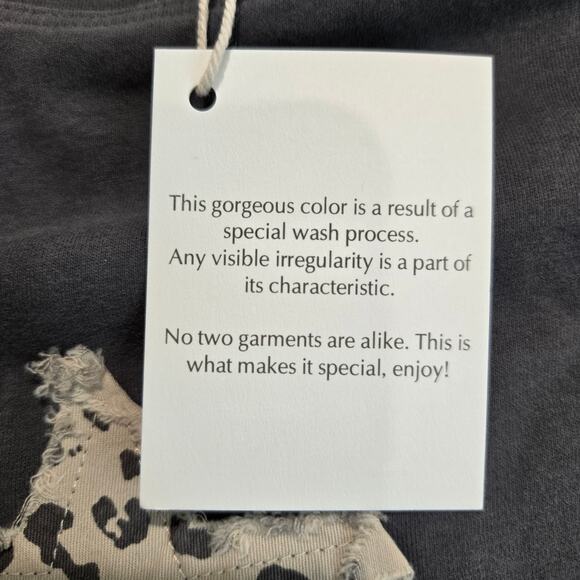 This gorgeous color is a result of a
special wash process.
Any visible irregularity is a part of
its characteristic.
No two garments are alike. This is
what makes it special, enjoy!